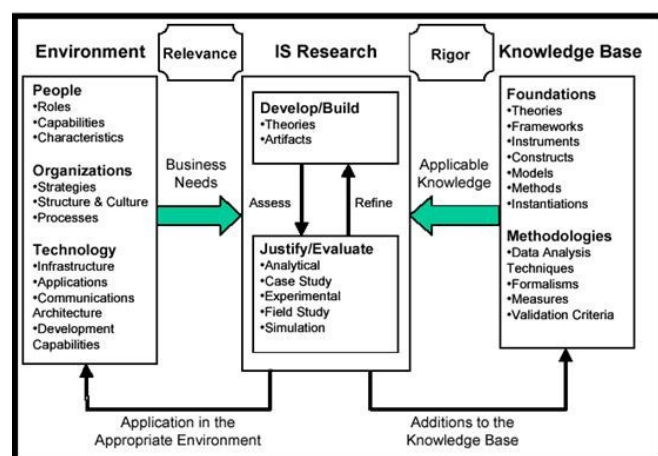 Environment
Relevance
IS Research
Rigor
Knowledge Base
People
•Roles
•Capabilities
•Characteristics
Organizations
•Strategies
•Structure & Culture
•Processes
Technology
•Infrastructure
•Applications
•Communications
Architecture
•Development
Capabilities
Business
Needs
Develop/Build
•Theories
•Artifacts
Assess
Refine
Justify/Evaluate
•Analytical
•Case Study
•Experimental
•Field Study
•Simulation
Applicable
Knowledge
Foundations
•Theories
•Frameworks
•Instruments
•Constructs
•Models
•Methods
•Instantiations
Methodologies
•Data Analysis
Techniques
•Formalisms
•Measures
•Validation Criteria
Application in the
Appropriate Environment
Additions to the
Knowledge Base